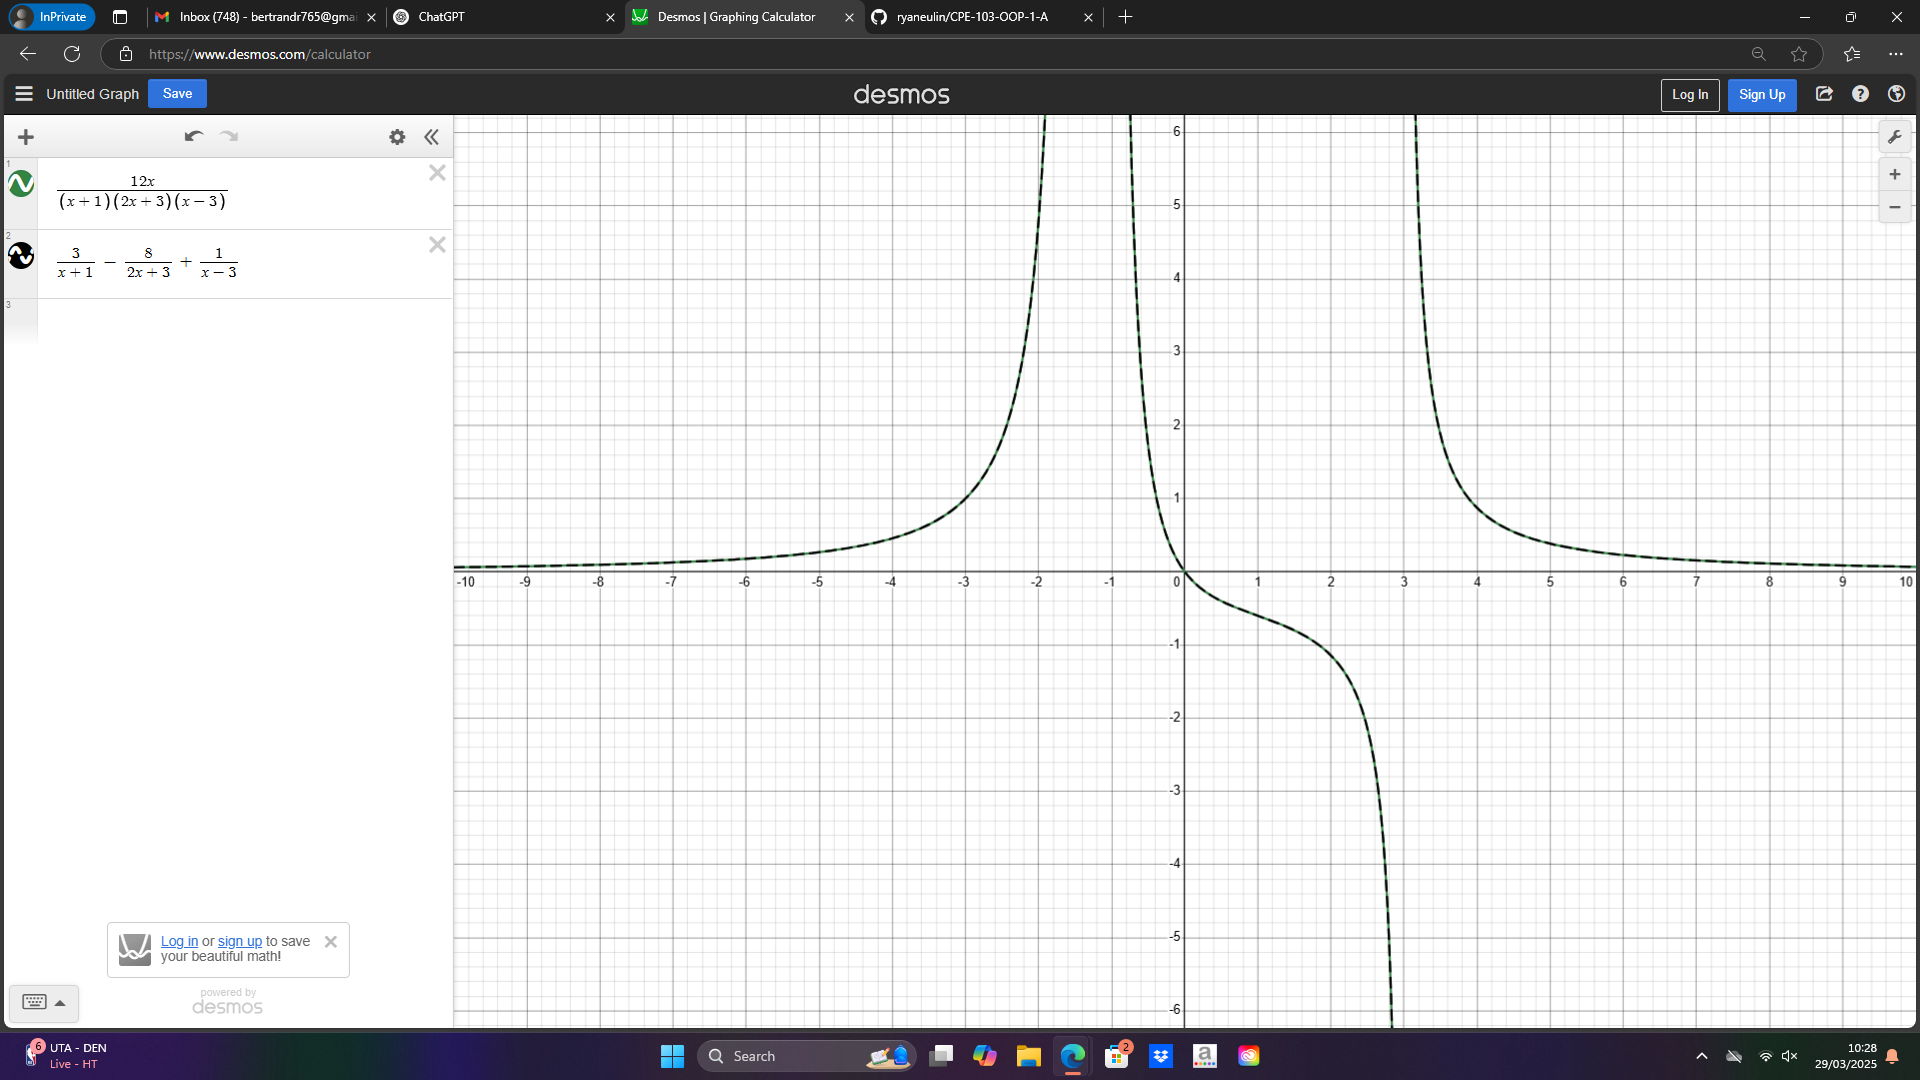 InPrivate
Inbox (748) - bertrandr765@gmai
ChatGPT
Desmos | Graphing Calculator
ryaneulin/CPE-103-OOP-1-A
https://www.desmos.com/calculator
Untitled Graph
Save
desmos
Log In
Sign Up
1
12x
(x + 1)(2x + 3)(x − 3)
2
3/(x + 1) − 8/(2x + 3) + 1/(x − 3)
3
6
5
4
3
2
1
-10 -9 -8 -7 -6 -5 -4 -3 -2 -1 0 1 2 3 4 5 6 7 8 9 10
-1
-2
-3
-4
-5
-6
Log in or sign up to save
your beautiful math!
powered by
desmos
6
UTA - DEN
Live - HT
Search
2
a
10:28
29/03/2025